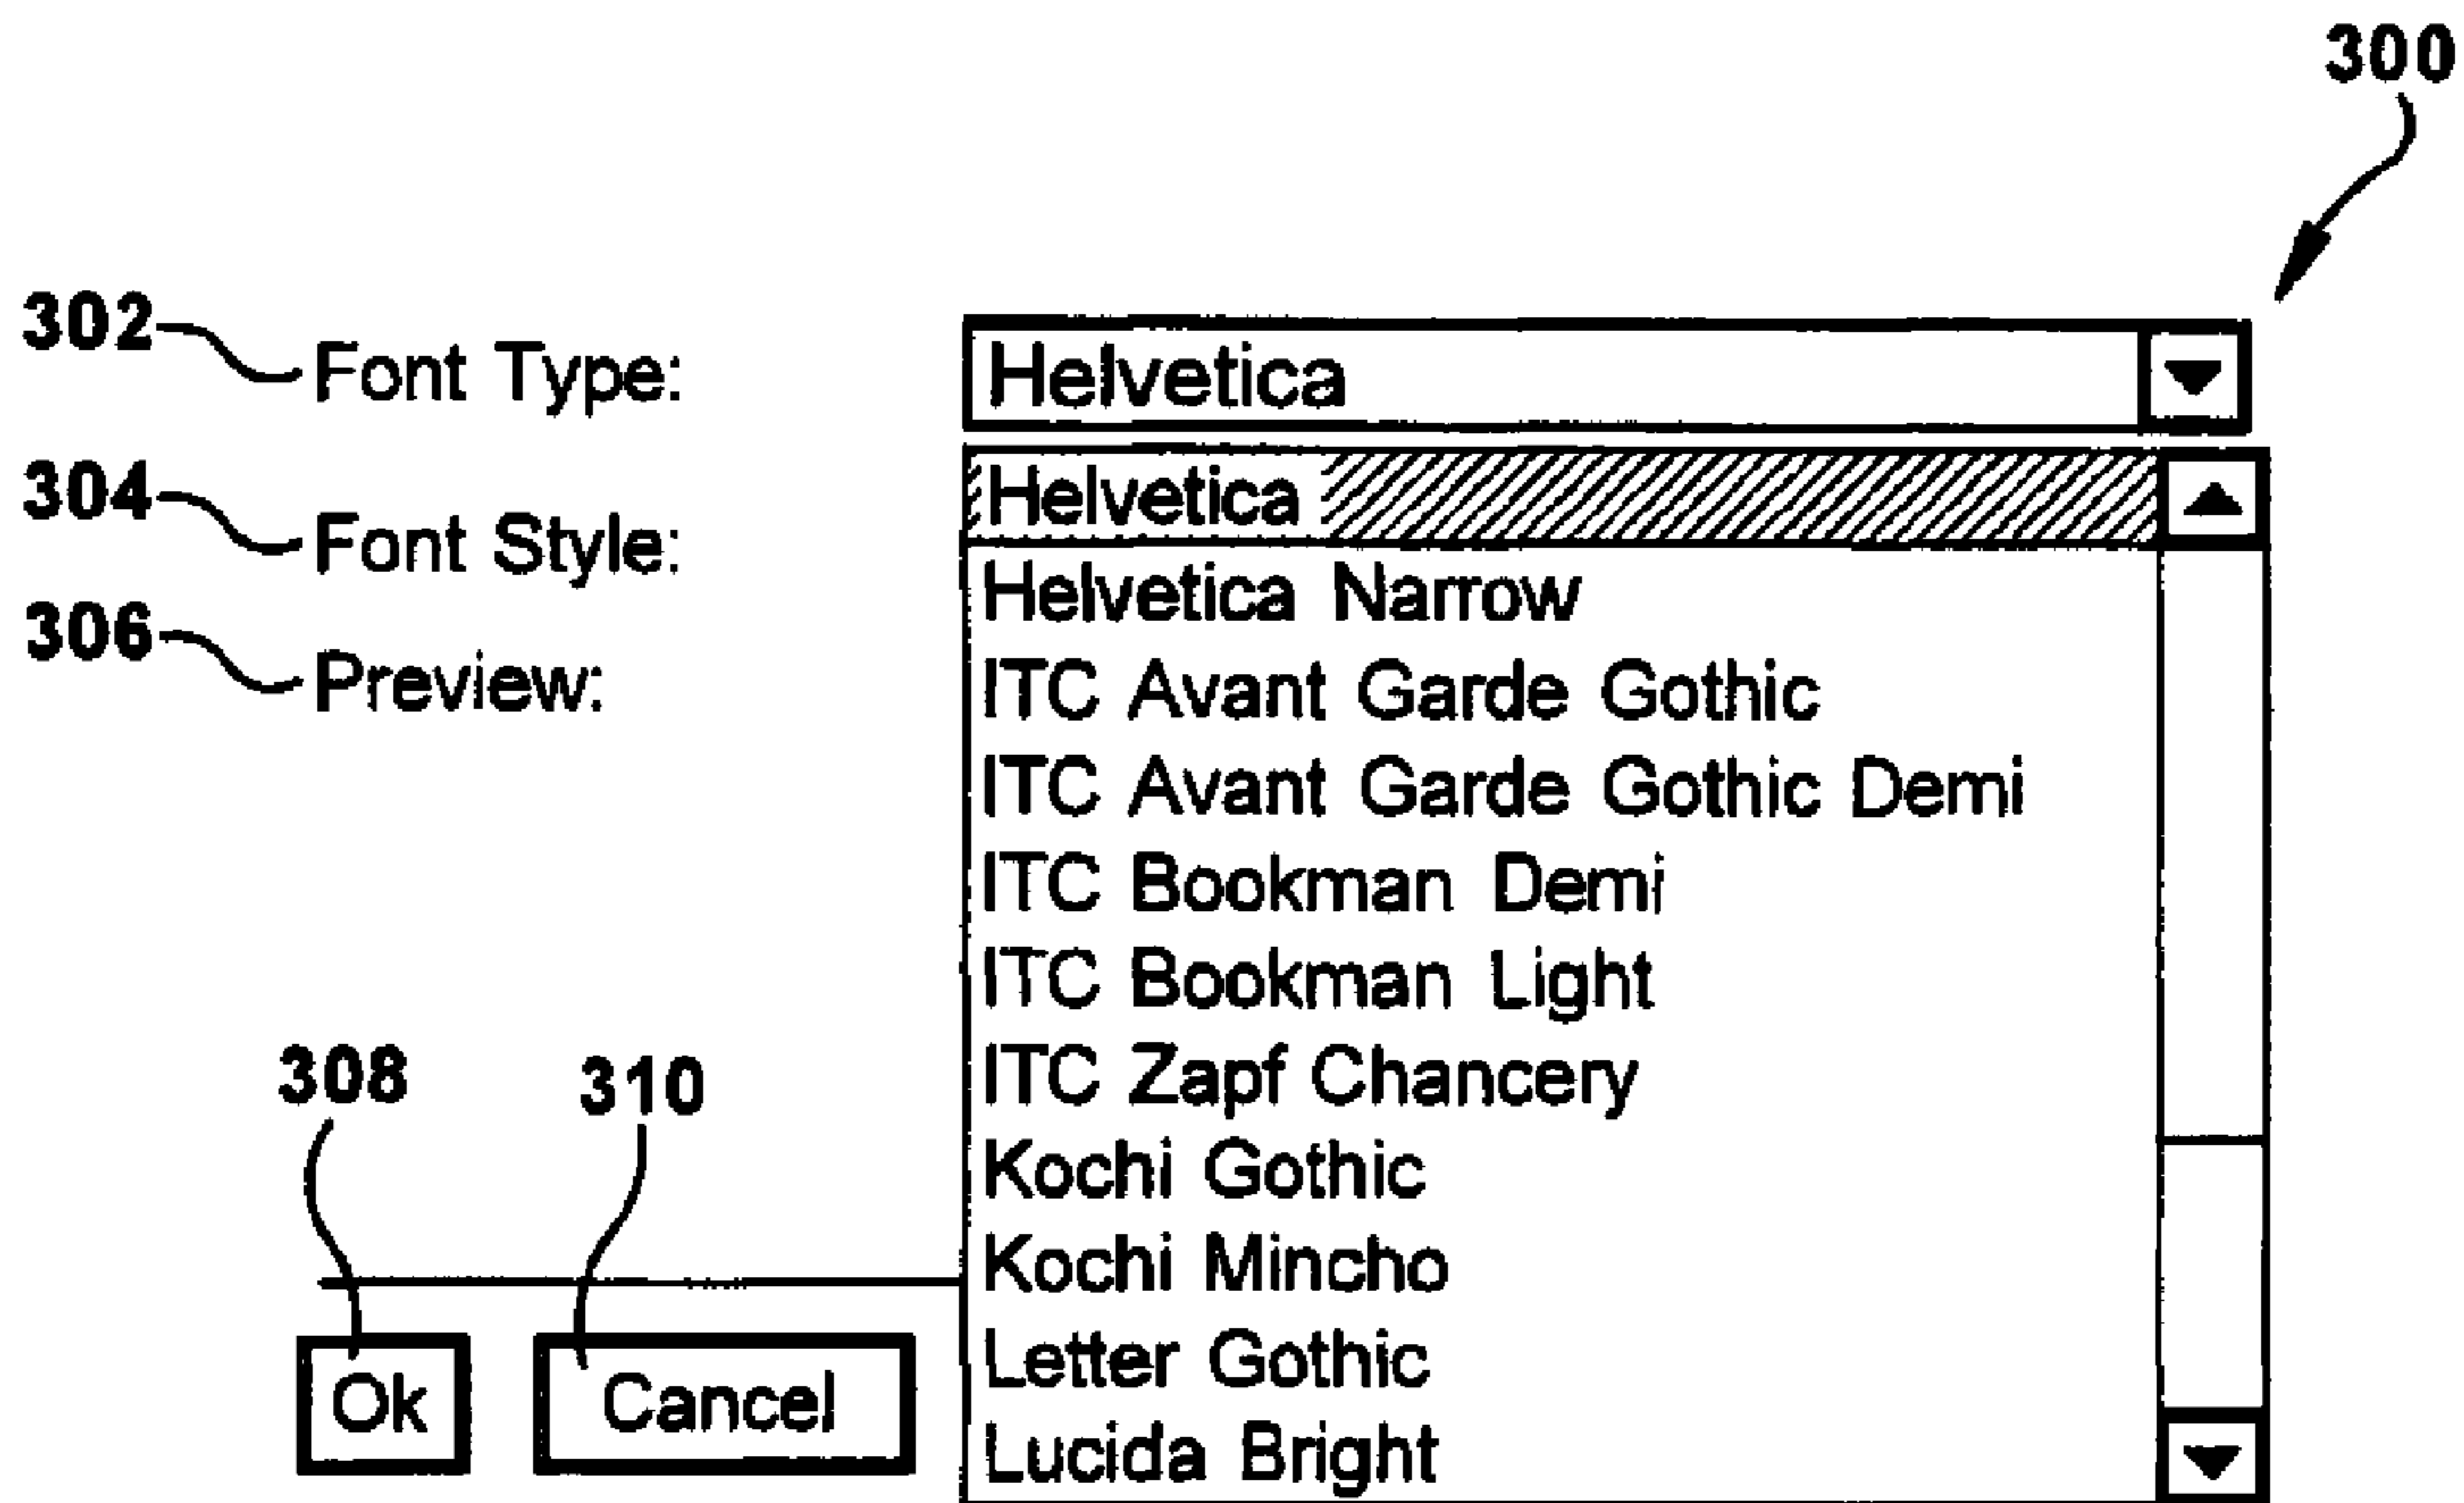 300
302 Font Type: Helvetica
304 Font Style: Helvetica
Helvetica Narrow
306 Preview:
ITC Avant Garde Gothic
ITC Avant Garde Gothic Demi
ITC Bookman Demi
ITC Bookman Light
ITC Zapf Chancery
308 310
Kochi Gothic
Kochi Mincho
Letter Gothic
Ok Cancel
Lucida Bright